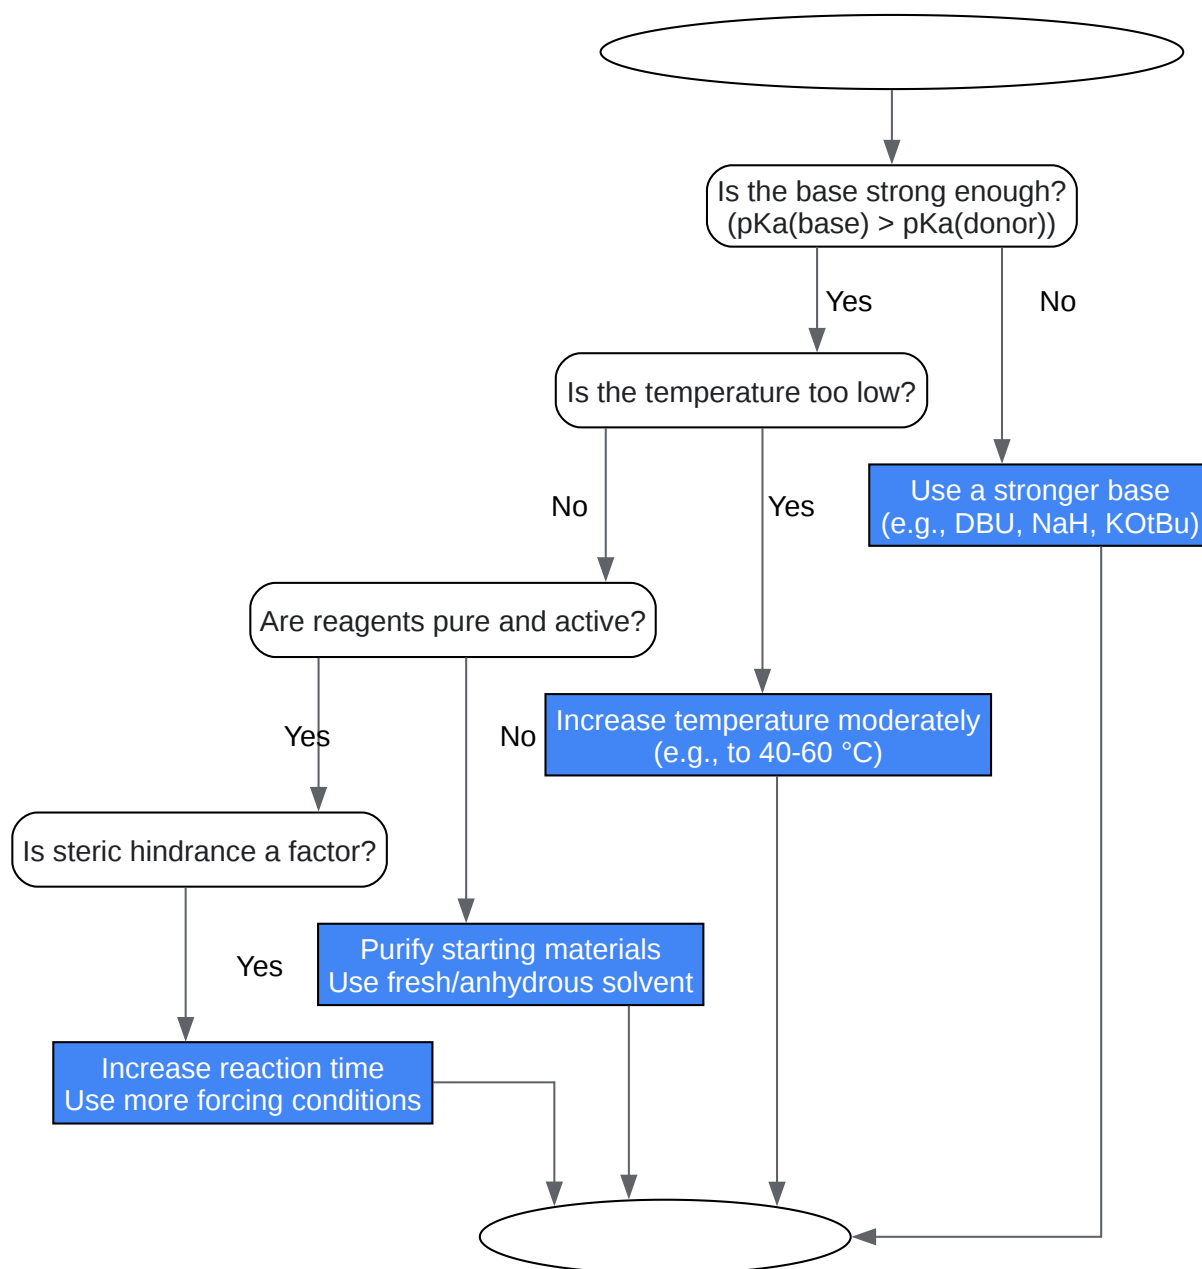 Is the base strong enough?
(pKa(base) > pKa(donor))
Yes
No
Is the temperature too low?
No
Yes
Use a stronger base
(e.g., DBU, NaH, KOtBu)
Are reagents pure and active?
Yes
No
Increase temperature moderately
(e.g., to 40-60 °C)
Is steric hindrance a factor?
Yes
Purify starting materials
Use fresh/anhydrous solvent
Increase reaction time
Use more forcing conditions